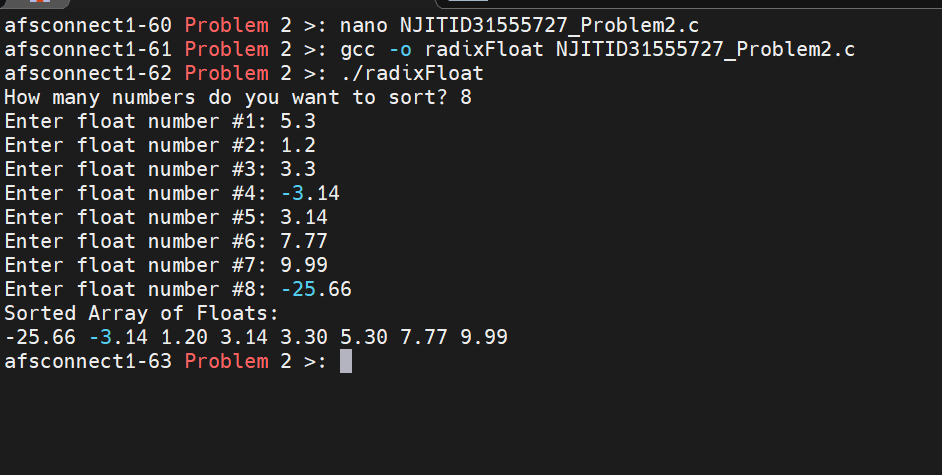 afsconnect1-60 Problem 2 >: nano NJITID31555727_Problem2.c
afsconnect1-61 Problem 2 >: gcc -o radixFloat NJITID31555727_Problem2.c
afsconnect1-62 Problem 2 >: ./radixFloat
How many numbers do you want to sort? 8
Enter float number #1: 5.3
Enter float number #2: 1.2
Enter float number #3: 3.3
Enter float number #4: -3.14
Enter float number #5: 3.14
Enter float number #6: 7.77
Enter float number #7: 9.99
Enter float number #8: -25.66
Sorted Array of Floats:
-25.66 -3.14 1.20 3.14 3.30 5.30 7.77 9.99
afsconnect1-63 Problem 2 >: